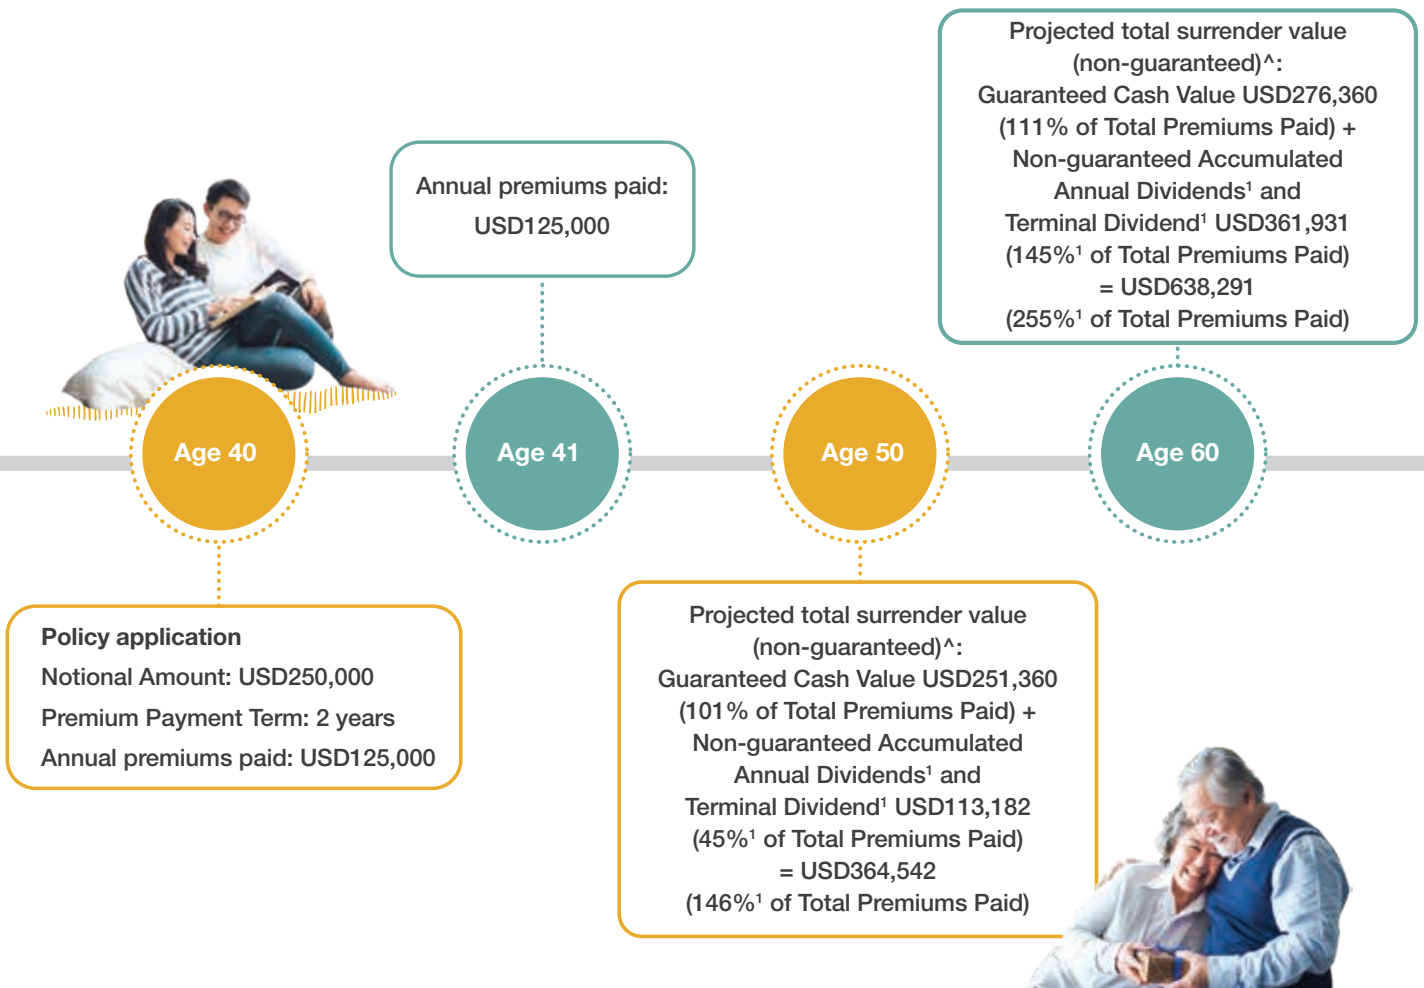 Projected total surrender value
(non-guaranteed)^:
Guaranteed Cash Value USD276,360
(111% of Total Premiums Paid) +
Non-guaranteed Accumulated
Annual Dividends¹ and
Terminal Dividend¹ USD361,931
(145%¹ of Total Premiums Paid)
= USD638,291
(255%¹ of Total Premiums Paid)
Annual premiums paid:
USD125,000
Age 40
Age 41
Age 50
Age 60
Policy application
Notional Amount: USD250,000
Premium Payment Term: 2 years
Annual premiums paid: USD125,000
Projected total surrender value
(non-guaranteed)^:
Guaranteed Cash Value USD251,360
(101% of Total Premiums Paid) +
Non-guaranteed Accumulated
Annual Dividends¹ and
Terminal Dividend¹ USD113,182
(45%¹ of Total Premiums Paid)
= USD364,542
(146%¹ of Total Premiums Paid)